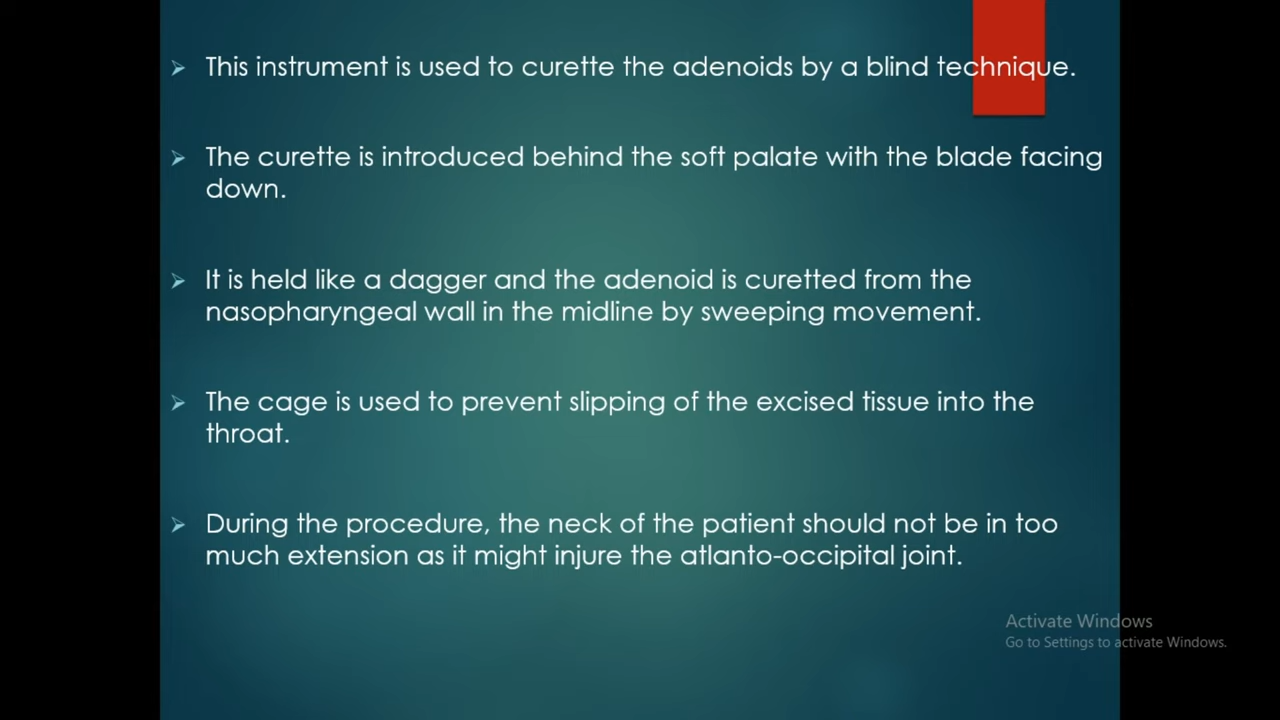 ➢ This instrument is used to curette the adenoids by a blind technique.
➢ The curette is introduced behind the soft palate with the blade facing
down.
➢ It is held like a dagger and the adenoid is curetted from the
nasopharyngeal wall in the midline by sweeping movement.
➢ The cage is used to prevent slipping of the excised tissue into the
throat.
➢ During the procedure, the neck of the patient should not be in too
much extension as it might injure the atlanto-occipital joint.
Activate Windows
Go to Settings to activate Windows.